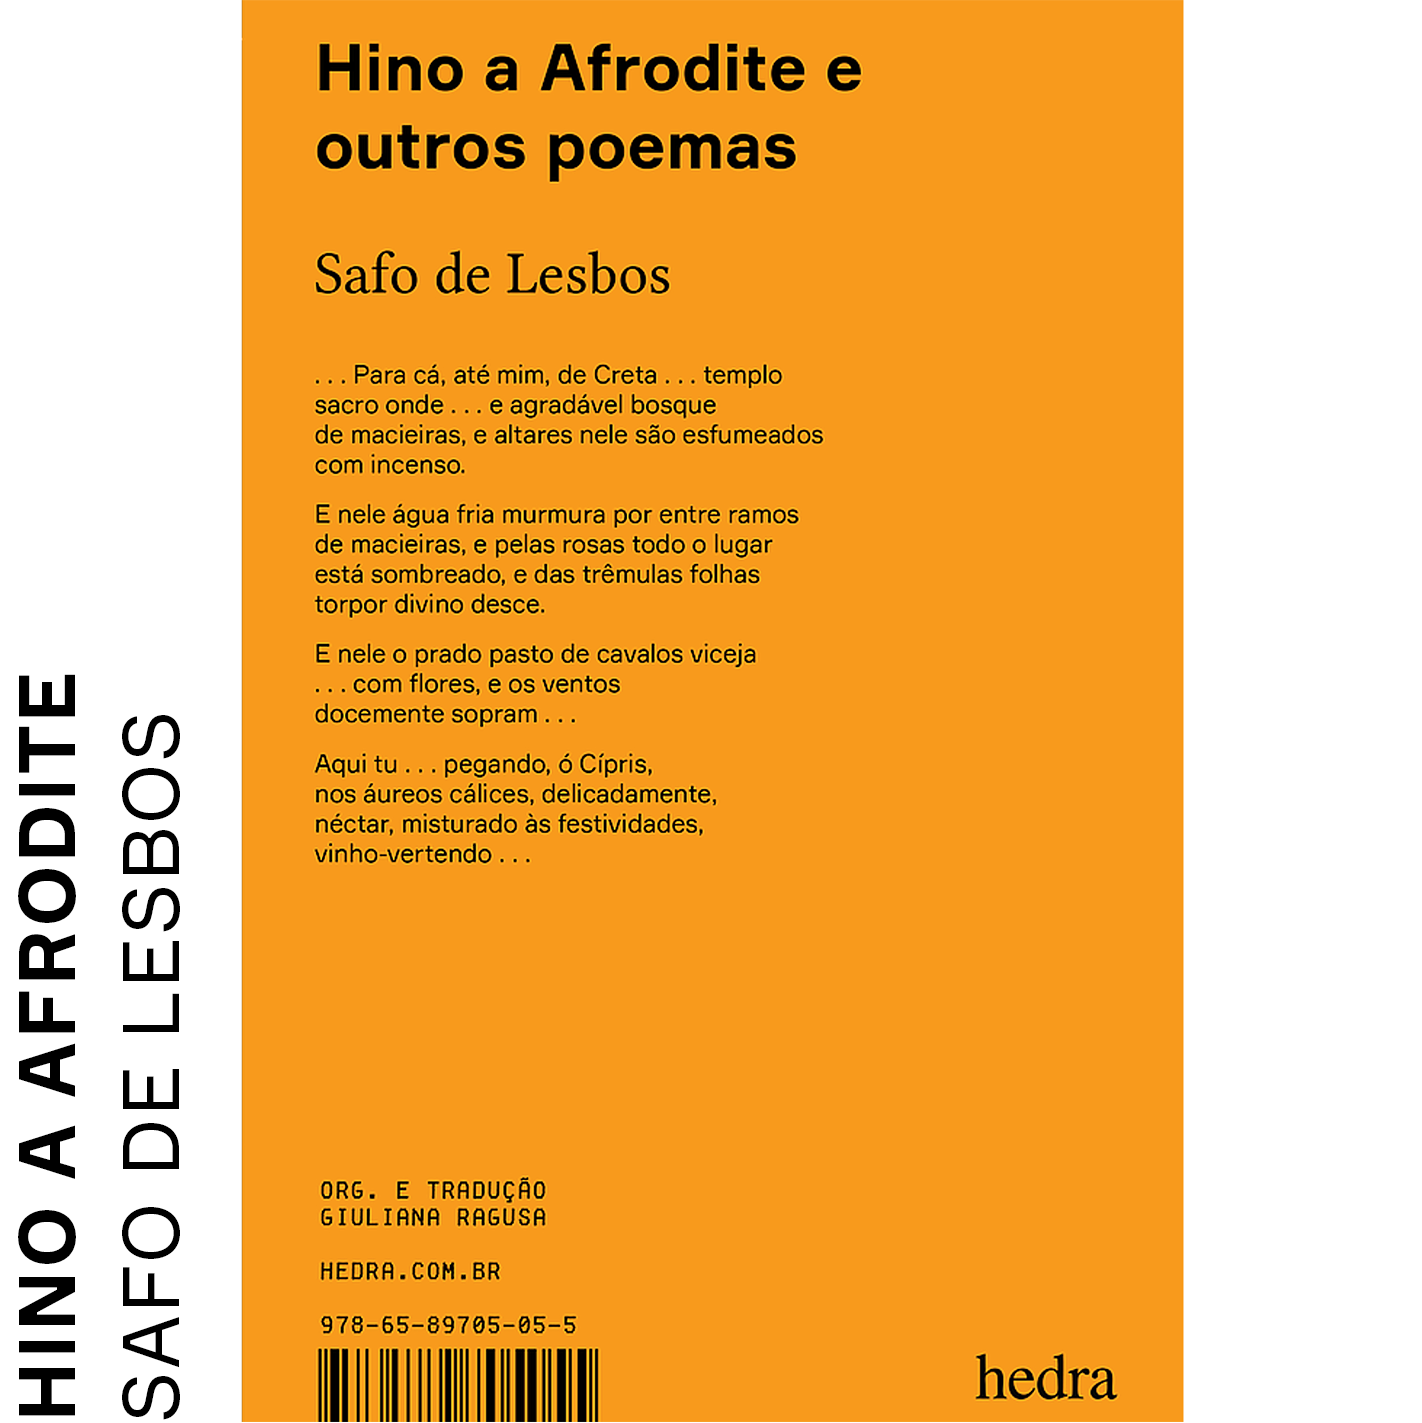 HINO A AFRODITE
SAFO DE LESBOS
Hino a Afrodite e
outros poemas
Safo de Lesbos
. . . Para cá, até mim, de Creta . . . templo
sacro onde . . . e agradável bosque
de macieiras, e altares nele são esfumeados
com incenso.
E nele água fria murmura por entre ramos
de macieiras, e pelas rosas todo o lugar
está sombreado, e das trêmulas folhas
torpor divino desce.
E nele o prado pasto de cavalos viceja
. . . com flores, e os ventos
docemente sopram . . .
Aqui tu . . . pegando, ó Cípris,
nos áureos cálices, delicadamente,
néctar, misturado às festividades,
vinho-vertendo . . .
ORG. E TRADUÇÃO
GIULIANA RAGUSA
HEDRA.COM.BR
978-65-89705-05-5
hedra